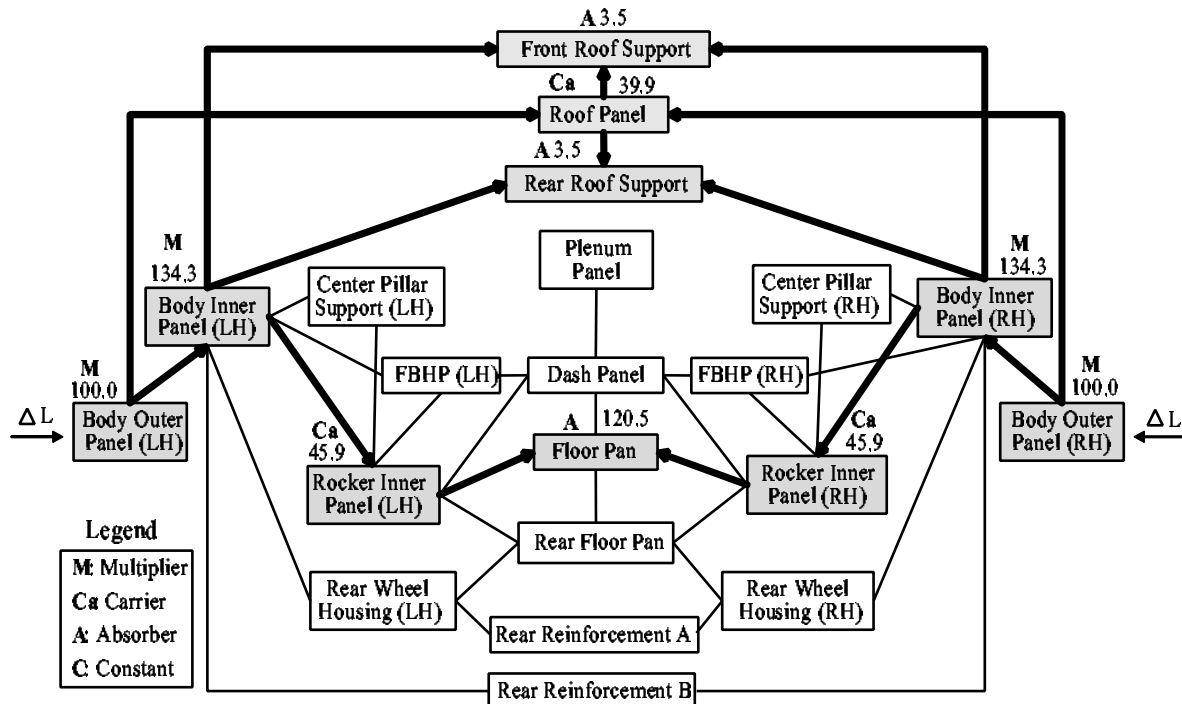 A 3.5
Front Roof Support
Ca 39.9
Roof Panel
A 3.5
Rear Roof Support
M
134.3
Body Inner
Panel (LH)
Center Pillar
Support (LH)
Plenum
Panel
Center Pillar
Support (RH)
M
134.3
Body Inner
Panel (RH)
FBHP (LH)
Dash Panel
FBHP (RH)
M
100.0
Body Outer
Panel (LH)
Δ L
Ca
45.9
Rocker Inner
Panel (LH)
A 120.5
Floor Pan
Ca
45.9
Rocker Inner
Panel (RH)
M
100.0
Body Outer
Panel (RH)
Δ L
Rear Floor Pan
Rear Wheel
Housing (LH)
Rear Wheel
Housing (RH)
Rear Reinforcement A
Rear Reinforcement B
Legend
M: Multiplier
Ca: Carrier
A: Absorber
C: Constant